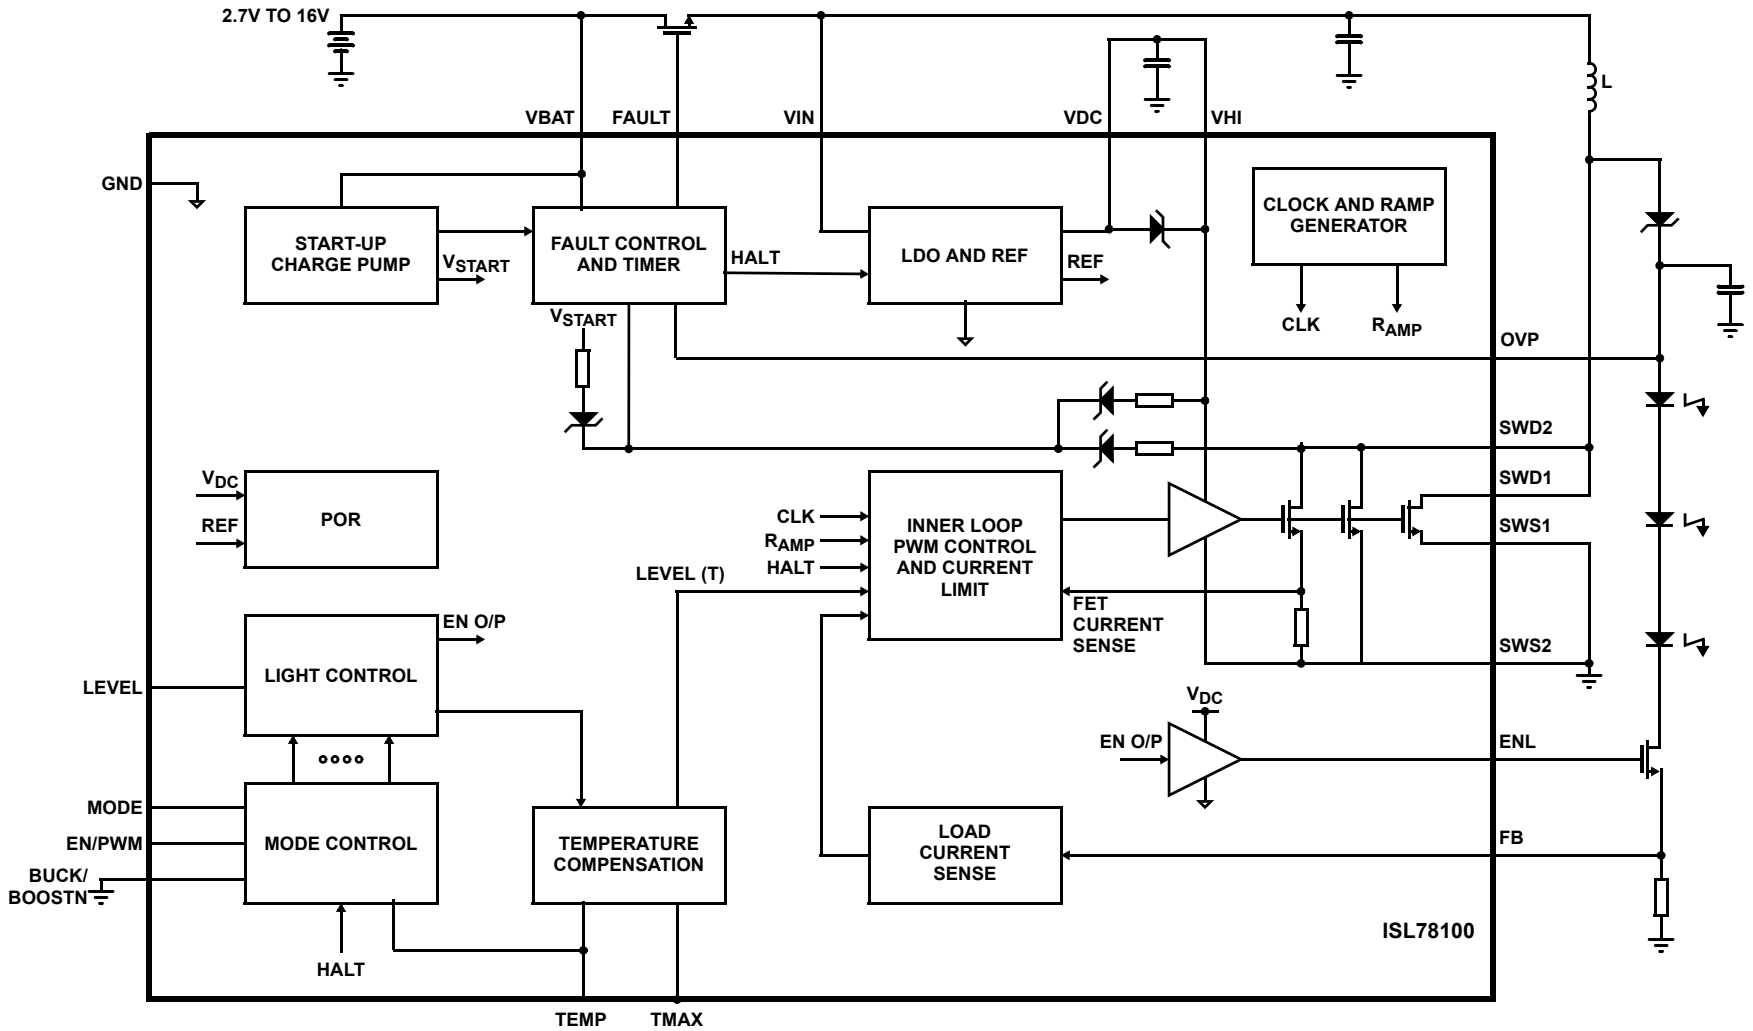 2.7V TO 16V
L
VBAT
FAULT
VIN
VDC
VHI
GND
START-UP
CHARGE PUMP
VSTART
FAULT CONTROL
AND TIMER
HALT
LDO AND REF
REF
CLOCK AND RAMP
GENERATOR
CLK
RAMP
VSTART
OVP
SWD2
SWD1
SWS1
SWS2
VDC
REF
POR
CLK
RAMP
HALT
LEVEL (T)
INNER LOOP
PWM CONTROL
AND CURRENT
LIMIT
FET
CURRENT
SENSE
EN O/P
LIGHT CONTROL
LEVEL
VDC
EN O/P
ENL
MODE
EN/PWM
BUCK/
BOOSTN
MODE CONTROL
TEMPERATURE
COMPENSATION
LOAD
CURRENT
SENSE
FB
HALT
ISL78100
TEMP
TMAX